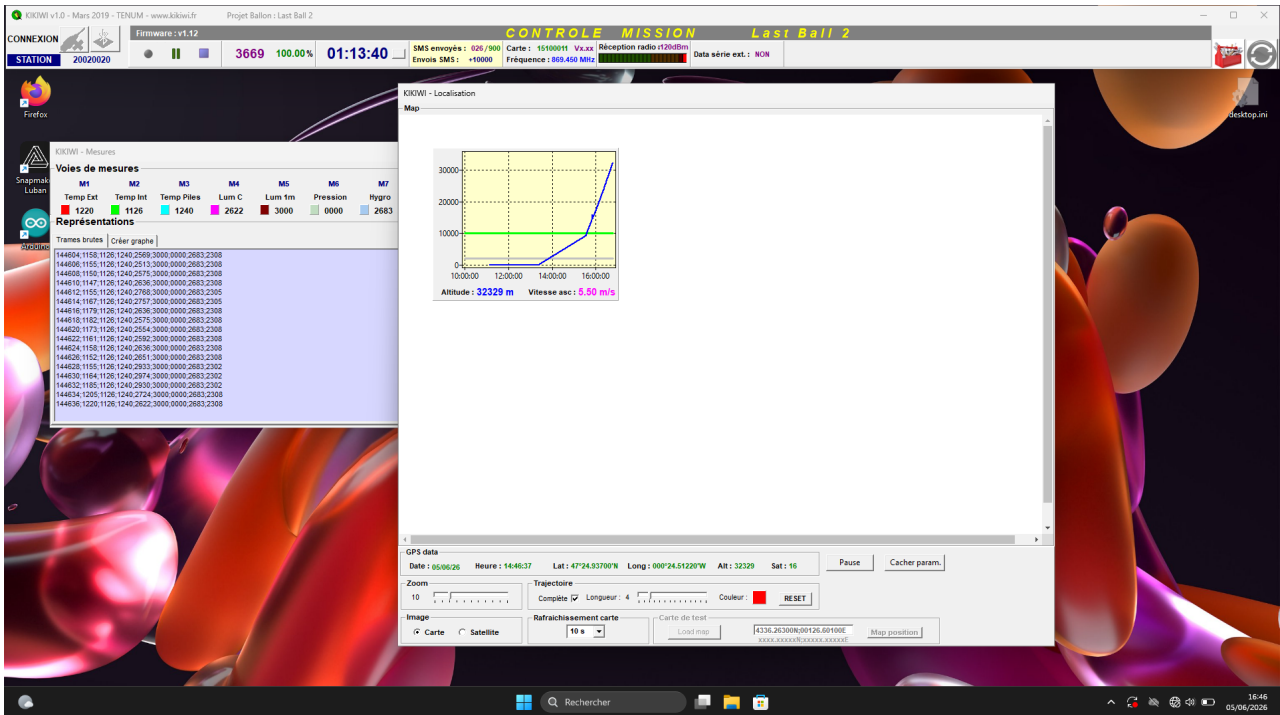 KIKIWI v1.0 - Mars 2019 - TENUM - www.kikiwi.fr Projet Ballon : Last Ball 2
CONNEXION
Firmware : v1.12
CONTROLE MISSION Last Ball 2
STATION 20020020
3669 100.00% 01:13:40
SMS envoyés : 026 / 900
Envois SMS : +10000
Carte : 15100011 Vx.xx
Fréquence : 869.450 MHz
Réception radio :120dBm
Data série ext. : NON
Firefox
Snapmak
Luban
Arduino
desktop.ini
KIKIWI - Mesures
Voies de mesures
M1 M2 M3 M4 M5 M6 M7
Temp Ext Temp Int Temp Piles Lum C Lum 1m Pression Hygro
1220 1126 1240 2622 3000 0000 2683
Représentations
Trames brutes Créer graphe
144604;1158;1126;1240;2569;3000;0000;2683;2308
144606;1155;1126;1240;2513;3000;0000;2683;2308
144608;1150;1126;1240;2575;3000;0000;2683;2308
144610;1147;1126;1240;2636;3000;0000;2683;2308
144612;1155;1126;1240;2768;3000;0000;2683;2305
144614;1167;1126;1240;2757;3000;0000;2683;2305
144616;1179;1126;1240;2636;3000;0000;2683;2308
144618;1182;1126;1240;2575;3000;0000;2683;2308
144620;1173;1126;1240;2554;3000;0000;2683;2308
144622;1161;1126;1240;2592;3000;0000;2683;2308
144624;1158;1126;1240;2636;3000;0000;2683;2308
144626;1152;1126;1240;2651;3000;0000;2683;2308
144628;1155;1126;1240;2933;3000;0000;2683;2302
144630;1164;1126;1240;2974;3000;0000;2683;2302
144632;1185;1126;1240;2930;3000;0000;2683;2302
144634;1205;1126;1240;2724;3000;0000;2683;2308
144636;1220;1126;1240;2622;3000;0000;2683;2308
KIKIWI - Localisation
Map
30000
20000
10000
0
10:00:00 12:00:00 14:00:00 16:00:00
Altitude : 32329 m Vitesse asc : 5.50 m/s
GPS data
Date : 05/06/26 Heure : 14:46:37 Lat : 47°24.93700'N Long : 000°24.51220'W Alt : 32329 Sat : 16
Pause Cacher param.
Zoom
10
Trajectoire
Complète Longueur : 4 Couleur : RESET
Image
Carte Satellite
Rafraichissement carte
10 s
Carte de test
Load map 4336.26300N;00126.60100E Map position
xxxx.xxxxxN;xxxxx.xxxxxE
Rechercher
16:46
05/06/2026